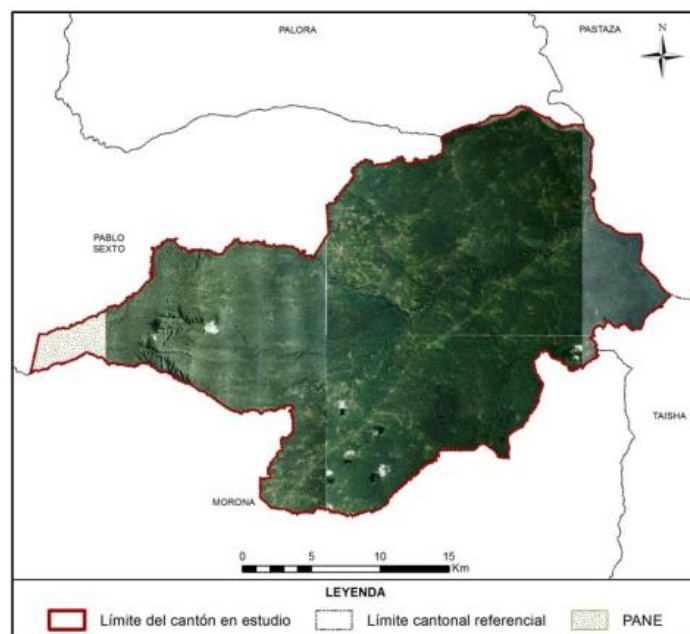 PALORA
PASTAZA
N
PABLO
SEXTO
TAISHA
MORONA
0 5 10 15
Km
LEYENDA
Límite del cantón en estudio Límite cantonal referencial PANE